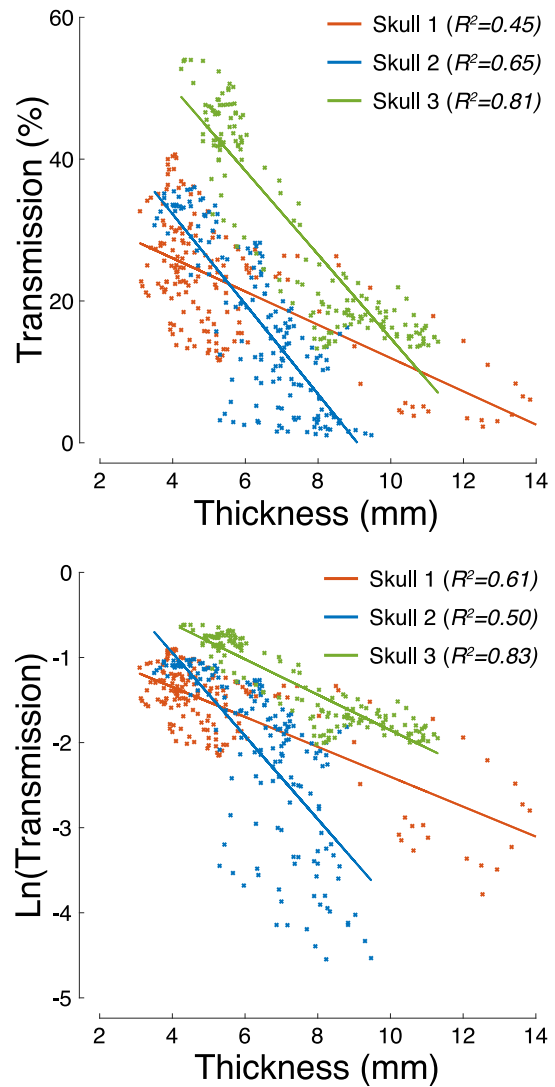 60
40
20
0
Transmission (%)
Skull 1 (R²=0.45)
Skull 2 (R²=0.65)
Skull 3 (R²=0.81)
2 4 6 8 10 12 14
Thickness (mm)
0
-1
-2
-3
-4
-5
Ln(Transmission)
Skull 1 (R²=0.61)
Skull 2 (R²=0.50)
Skull 3 (R²=0.83)
2 4 6 8 10 12 14
Thickness (mm)